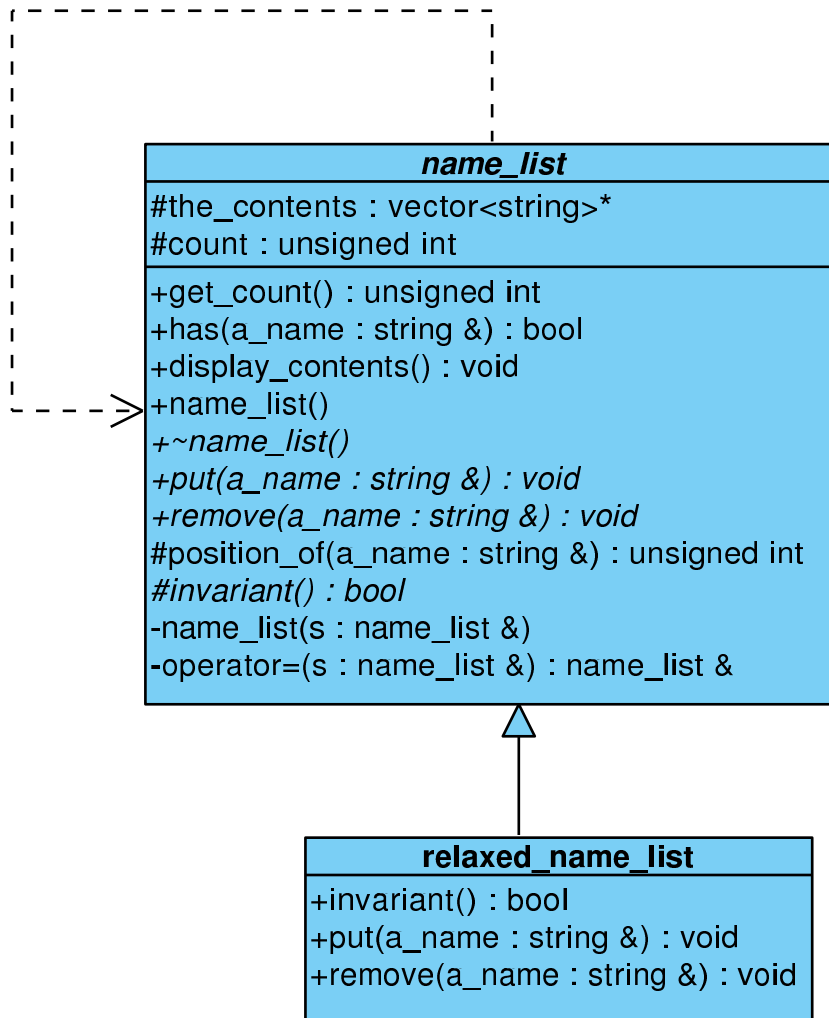 name_list
#the_contents : vector<string>*
#count : unsigned int
+get_count() : unsigned int
+has(a_name : string &) : bool
+display_contents() : void
+name_list()
+~name_list()
+put(a_name : string &) : void
+remove(a_name : string &) : void
#position_of(a_name : string &) : unsigned int
#invariant() : bool
-name_list(s : name_list &)
-operator=(s : name_list &) : name_list &
relaxed_name_list
+invariant() : bool
+put(a_name : string &) : void
+remove(a_name : string &) : void